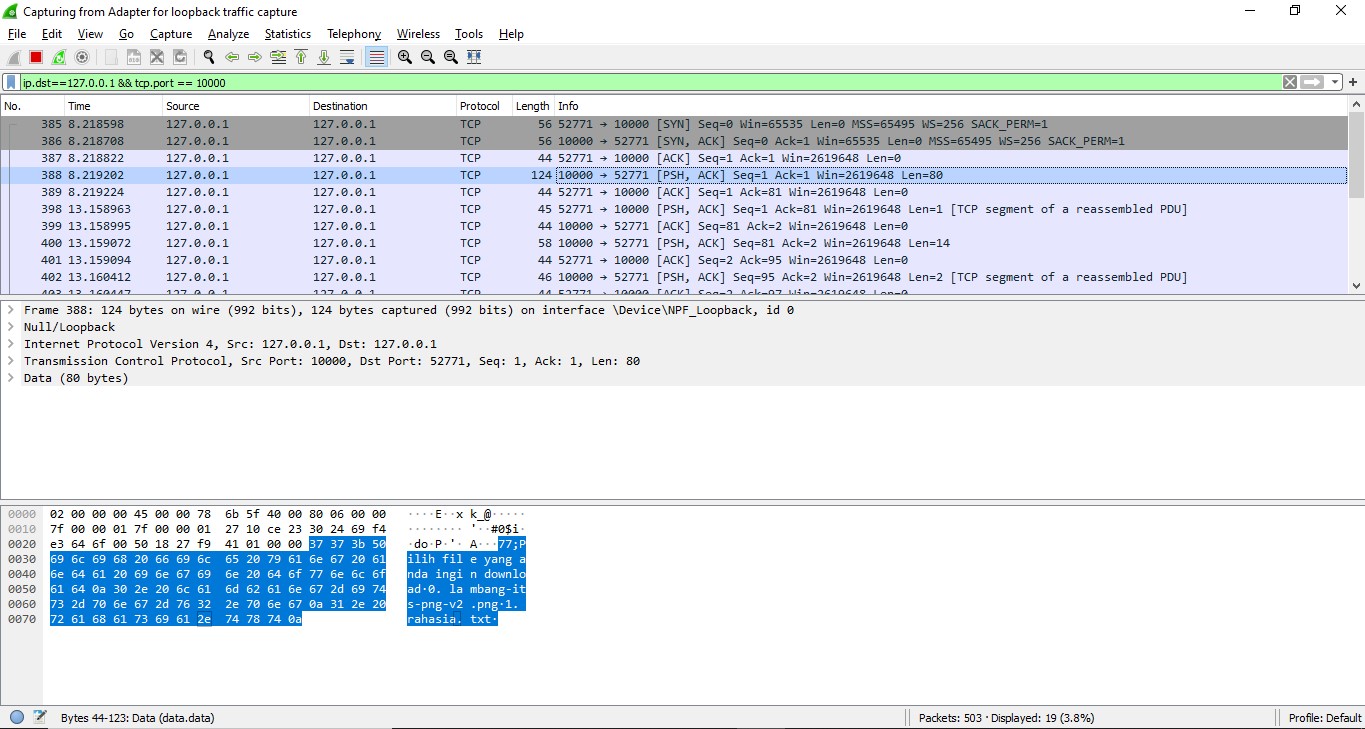 Capturing from Adapter for loopback traffic capture
File Edit View Go Capture Analyze Statistics Telephony Wireless Tools Help
ip.dst==127.0.0.1 && tcp.port == 10000
No. Time Source Destination Protocol Length Info
385 8.218598 127.0.0.1 127.0.0.1 TCP 56 52771 → 10000 [SYN] Seq=0 Win=65535 Len=0 MSS=65495 WS=256 SACK_PERM=1
386 8.218708 127.0.0.1 127.0.0.1 TCP 56 10000 → 52771 [SYN, ACK] Seq=0 Ack=1 Win=65535 Len=0 MSS=65495 WS=256 SACK_PERM=1
387 8.218822 127.0.0.1 127.0.0.1 TCP 44 52771 → 10000 [ACK] Seq=1 Ack=1 Win=2619648 Len=0
388 8.219202 127.0.0.1 127.0.0.1 TCP 124 10000 → 52771 [PSH, ACK] Seq=1 Ack=1 Win=2619648 Len=80
389 8.219224 127.0.0.1 127.0.0.1 TCP 44 52771 → 10000 [ACK] Seq=1 Ack=81 Win=2619648 Len=0
398 13.158963 127.0.0.1 127.0.0.1 TCP 45 52771 → 10000 [PSH, ACK] Seq=1 Ack=81 Win=2619648 Len=1 [TCP segment of a reassembled PDU]
399 13.158995 127.0.0.1 127.0.0.1 TCP 44 10000 → 52771 [ACK] Seq=81 Ack=2 Win=2619648 Len=0
400 13.159072 127.0.0.1 127.0.0.1 TCP 58 10000 → 52771 [PSH, ACK] Seq=81 Ack=2 Win=2619648 Len=14
401 13.159094 127.0.0.1 127.0.0.1 TCP 44 52771 → 10000 [ACK] Seq=2 Ack=95 Win=2619648 Len=0
402 13.160412 127.0.0.1 127.0.0.1 TCP 46 10000 → 52771 [PSH, ACK] Seq=95 Ack=2 Win=2619648 Len=2 [TCP segment of a reassembled PDU]
403 13.160447 127.0.0.1 127.0.0.1 TCP 44 52771 → 10000 [ACK] Seq=2 Ack=97 Win=2619648 Len=0
Frame 388: 124 bytes on wire (992 bits), 124 bytes captured (992 bits) on interface \Device\NPF_Loopback, id 0
Null/Loopback
Internet Protocol Version 4, Src: 127.0.0.1, Dst: 127.0.0.1
Transmission Control Protocol, Src Port: 10000, Dst Port: 52771, Seq: 1, Ack: 1, Len: 80
Data (80 bytes)
0000 02 00 00 00 45 00 00 78 6b 5f 40 00 80 06 00 00 ····E··x k_@·····
0010 7f 00 00 01 7f 00 00 01 27 10 ce 23 30 24 69 f4 ········ '··#0$i·
0020 e3 64 6f 00 50 18 27 f9 41 01 00 00 37 37 3b 50 ·do·P·'· A···77;P
0030 69 6c 69 68 20 66 69 6c 65 20 79 61 6e 67 20 61 ilih fil e yang a
0040 6e 64 61 20 69 6e 67 69 6e 20 64 6f 77 6e 6c 6f nda ingi n downlo
0050 61 64 0a 30 2e 20 6c 61 6d 62 61 6e 67 2d 69 74 ad·0. la mbang-it
0060 73 2d 70 6e 67 2d 76 32 2e 70 6e 67 0a 31 2e 20 s-png-v2 .png·1.
0070 72 61 68 61 73 69 61 2e 74 78 74 0a rahasia. txt·
Bytes 44-123: Data (data.data) Packets: 503 · Displayed: 19 (3.8%) Profile: Default